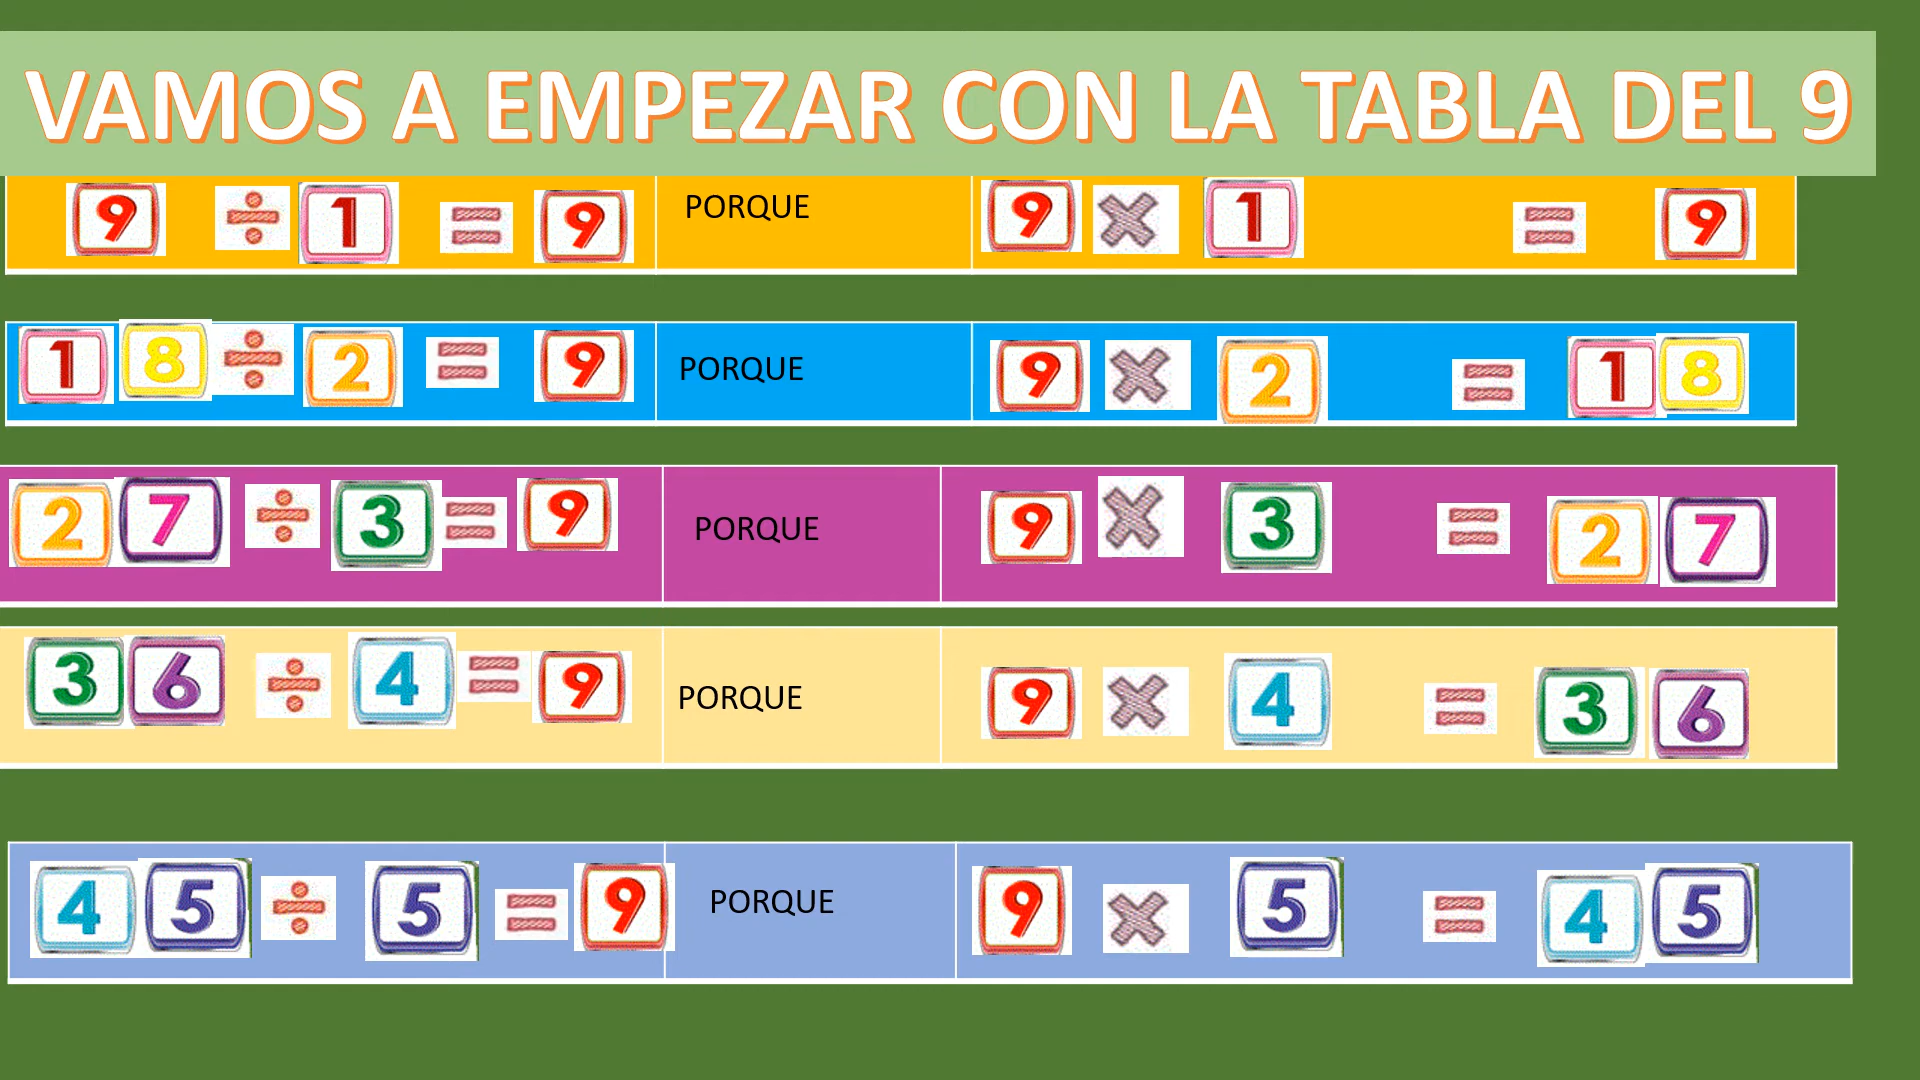 VAMOS A EMPEZAR CON LA TABLA DEL 9
9 ÷ 1 = 9 PORQUE 9 × 1 = 9
18 ÷ 2 = 9 PORQUE 9 × 2 = 18
27 ÷ 3 = 9 PORQUE 9 × 3 = 27
36 ÷ 4 = 9 PORQUE 9 × 4 = 36
45 ÷ 5 = 9 PORQUE 9 × 5 = 45